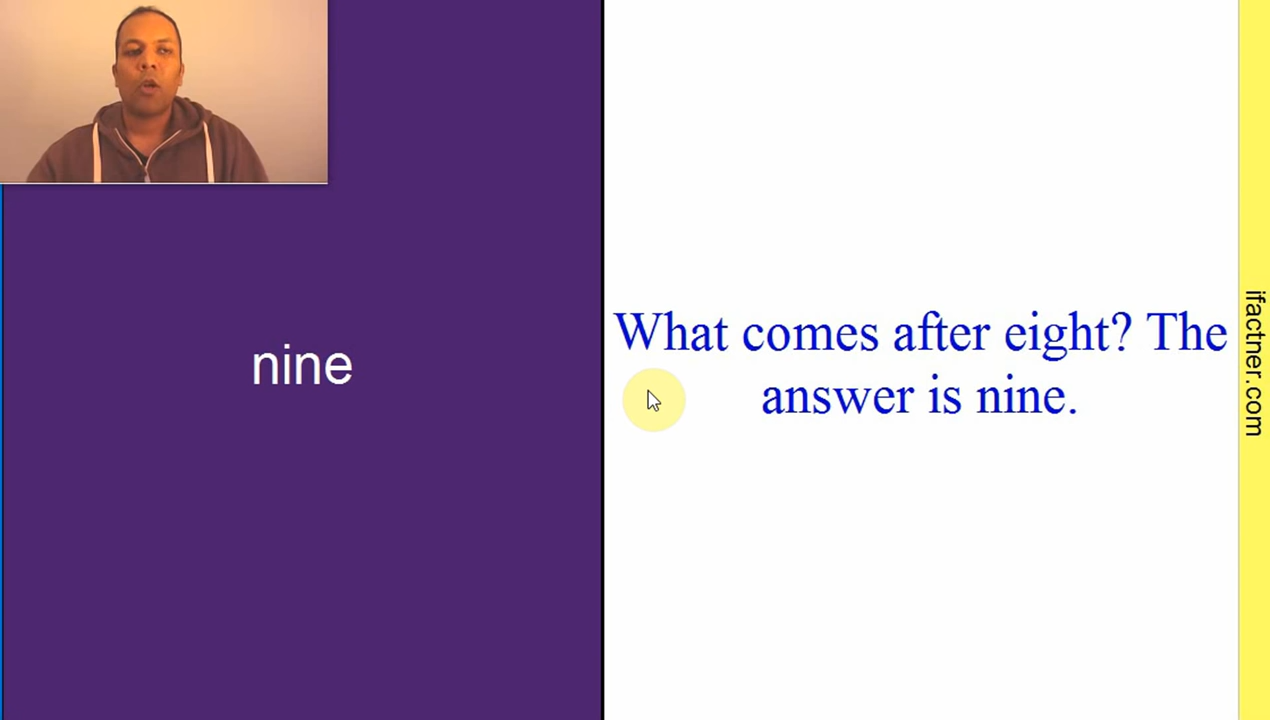 nine
What comes after eight? The
answer is nine.
ifactner.com